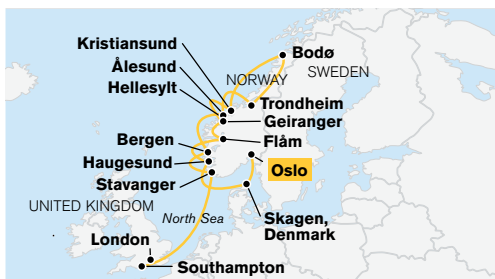 Kristiansund
Bodø
Ålesund
NORWAY
SWEDEN
Hellesylt
Trondheim
Geiranger
Bergen
Flåm
Haugesund
Oslo
Stavanger
UNITED KINGDOM
North Sea
Skagen,
Denmark
London
Southampton